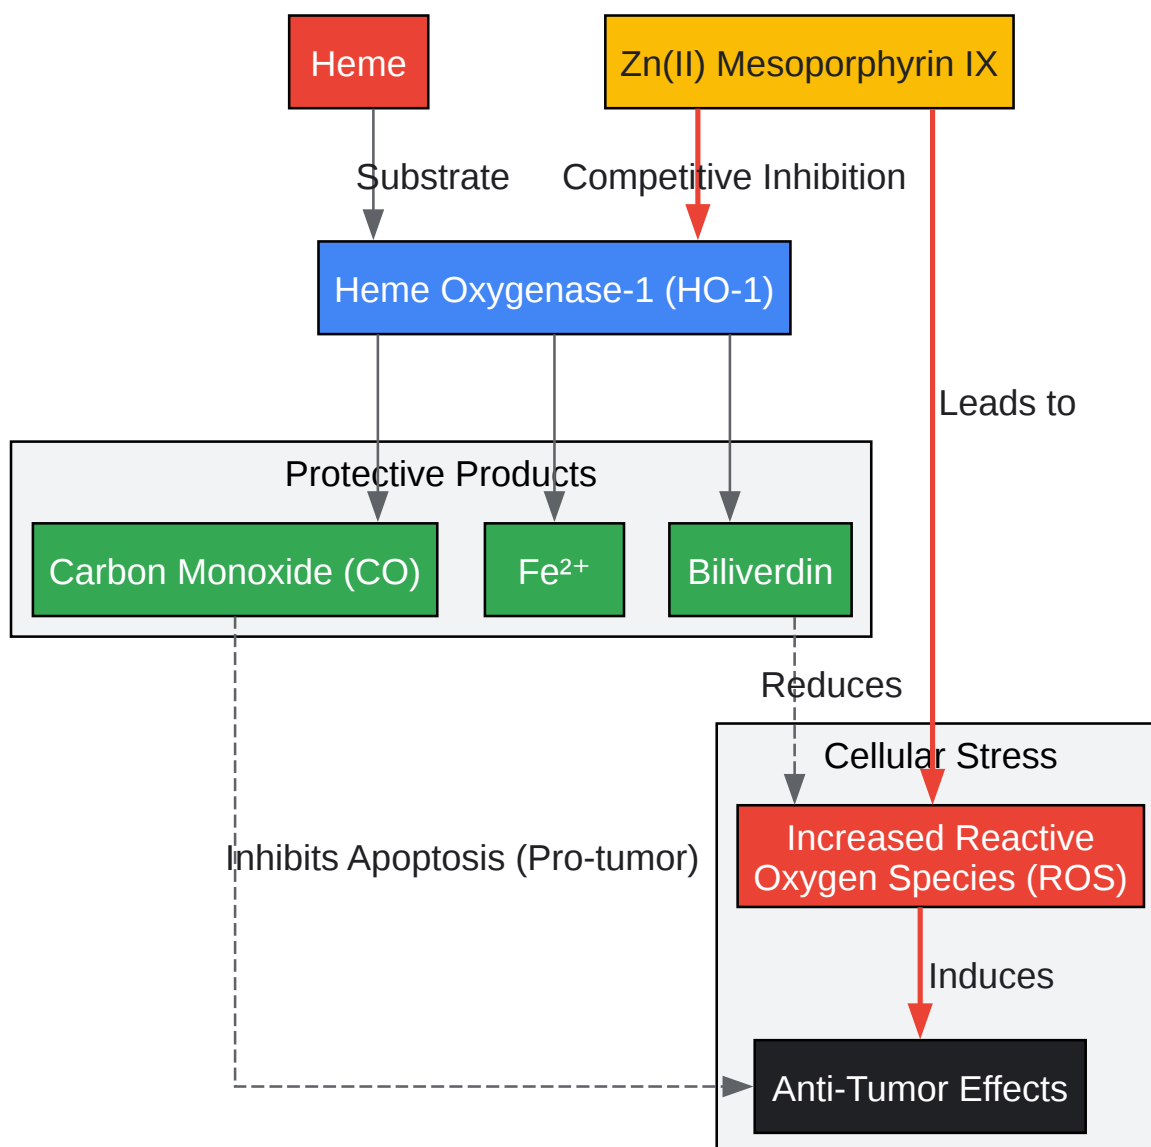 Heme
Zn(II) Mesoporphyrin IX
Substrate
Competitive Inhibition
Heme Oxygenase-1 (HO-1)
Leads to
Protective Products
Carbon Monoxide (CO)
Fe²⁺
Biliverdin
Reduces
Cellular Stress
Increased Reactive
Oxygen Species (ROS)
Inhibits Apoptosis (Pro-tumor)
Induces
Anti-Tumor Effects